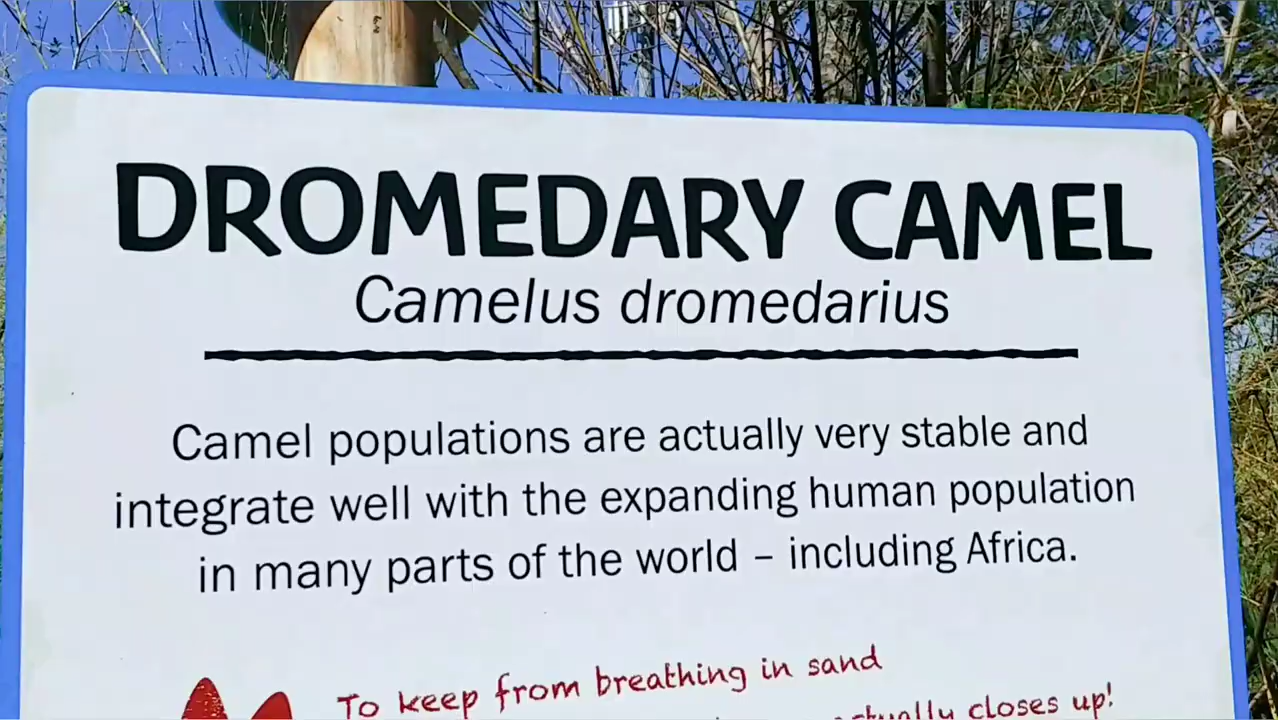 DROMEDARY CAMEL
Camelus dromedarius
Camel populations are actually very stable and
integrate well with the expanding human population
in many parts of the world – including Africa.
To keep from breathing in sand
closes up!